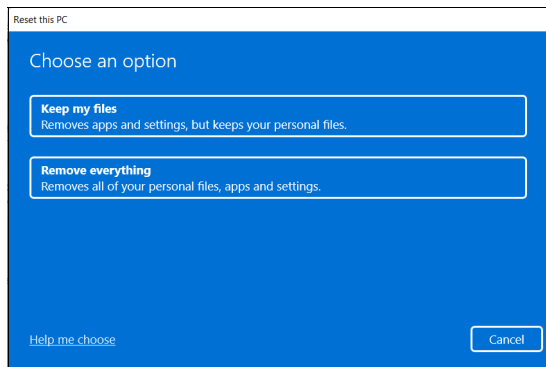 Reset this PC
Choose an option
Keep my files
Removes apps and settings, but keeps your personal files.
Remove everything
Removes all of your personal files, apps and settings.
Help me choose
Cancel